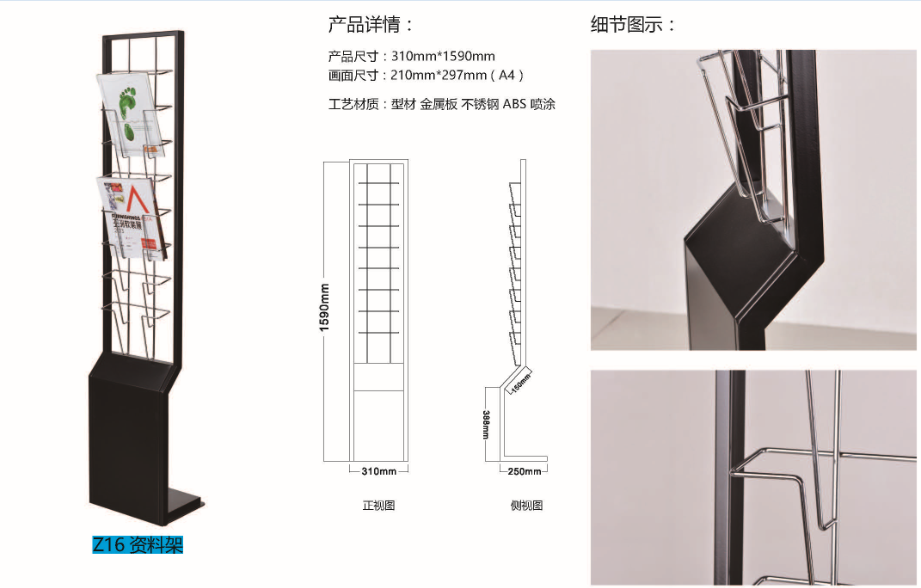 产品详情：
产品尺寸：310mm*1590mm
画面尺寸：210mm*297mm ( A4 )
工艺材质：型材 金属板 不锈钢 ABS 喷涂
细节图示：
1590mm
310mm
正视图
150mm
388mm
250mm
侧视图
Z16 资料架